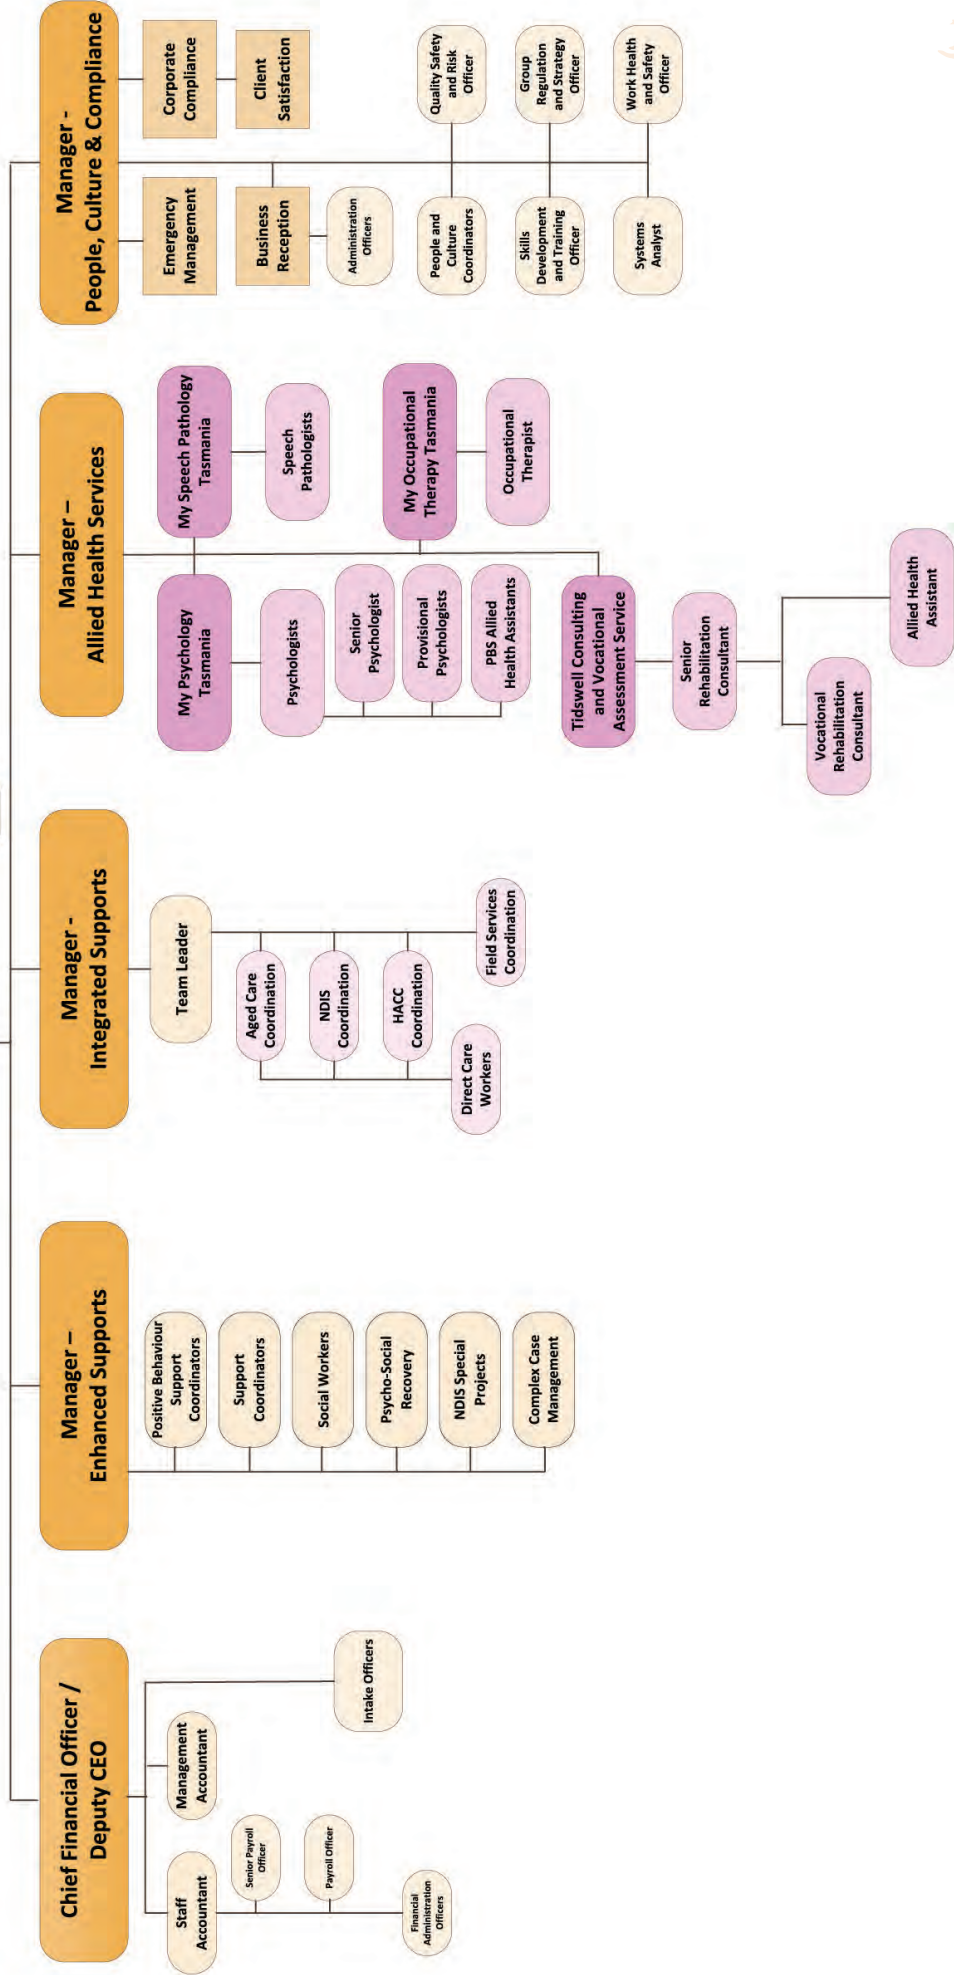 Chief Financial Officer /
Deputy CEO
Staff
Accountant
Management
Accountant
Senior Payroll
Officer
Payroll Officer
Financial
Administration
Officers
Intake Officers
Manager –
Enhanced Supports
Positive Behaviour
Support
Coordinators
Support
Coordinators
Social Workers
Psycho-Social
Recovery
NDIS Special
Projects
Complex Case
Management
Manager -
Integrated Supports
Team Leader
Aged Care
Coordination
NDIS
Coordination
HACC
Coordination
Direct Care
Workers
Field Services
Coordination
Manager –
Allied Health Services
My Psychology
Tasmania
My Speech Pathology
Tasmania
Psychologists
Speech
Pathologists
Senior
Psychologist
Provisional
Psychologists
PBS Allied
Health Assistants
My Occupational
Therapy Tasmania
Occupational
Therapist
Tidswell Consulting
and Vocational
Assessment Service
Senior
Rehabilitation
Consultant
Vocational
Rehabilitation
Consultant
Allied Health
Assistant
Manager -
People, Culture & Compliance
Emergency
Management
Corporate
Compliance
Business
Reception
Client
Satisfaction
Administration
Officers
People and
Culture
Coordinators
Quality Safety
and Risk
Officer
Skills
Development
and Training
Officer
Group
Regulation
and Strategy
Officer
Systems
Analyst
Work Health
and Safety
Officer